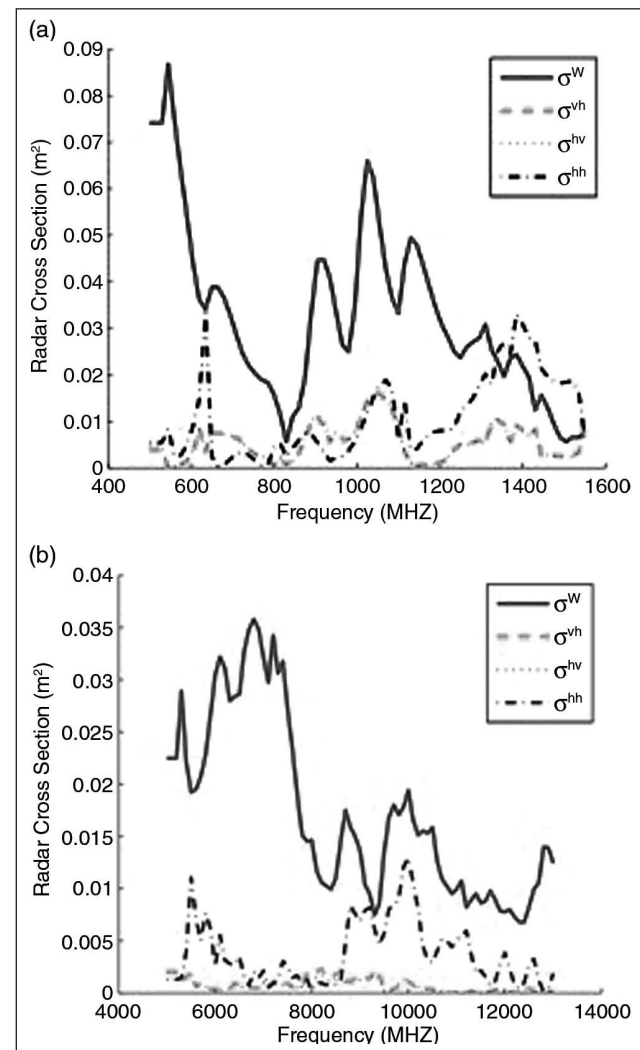 (a)
0.09
0.08
0.07
0.06
0.05
0.04
0.03
0.02
0.01
0
Radar Cross Section (m²)
σᵂ
σᵛʰ
σʰᵛ
σʰʰ
400 600 800 1000 1200 1400 1600
Frequency (MHZ)
(b)
0.04
0.035
0.03
0.025
0.02
0.015
0.01
0.005
0
Radar Cross Section (m²)
σᵂ
σᵛʰ
σʰᵛ
σʰʰ
4000 6000 8000 10000 12000 14000
Frequency (MHZ)